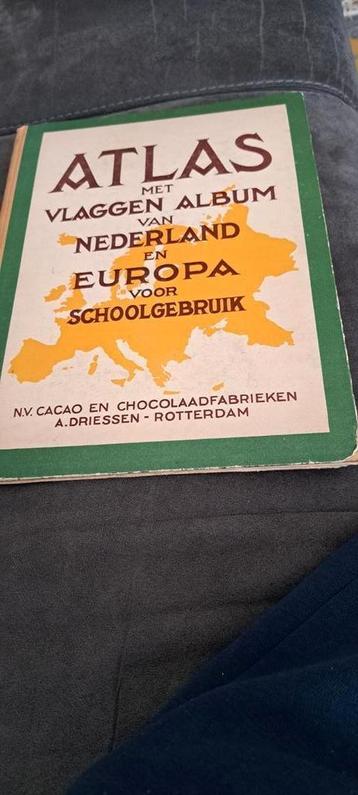 ATLAS
MET
VLAGGEN ALBUM
VAN
NEDERLAND
EN
EUROPA
VOOR
SCHOOLGEBRUIK
N.V. CACAO EN CHOCOLAADFABRIEKEN
A. DRIESSEN - ROTTERDAM